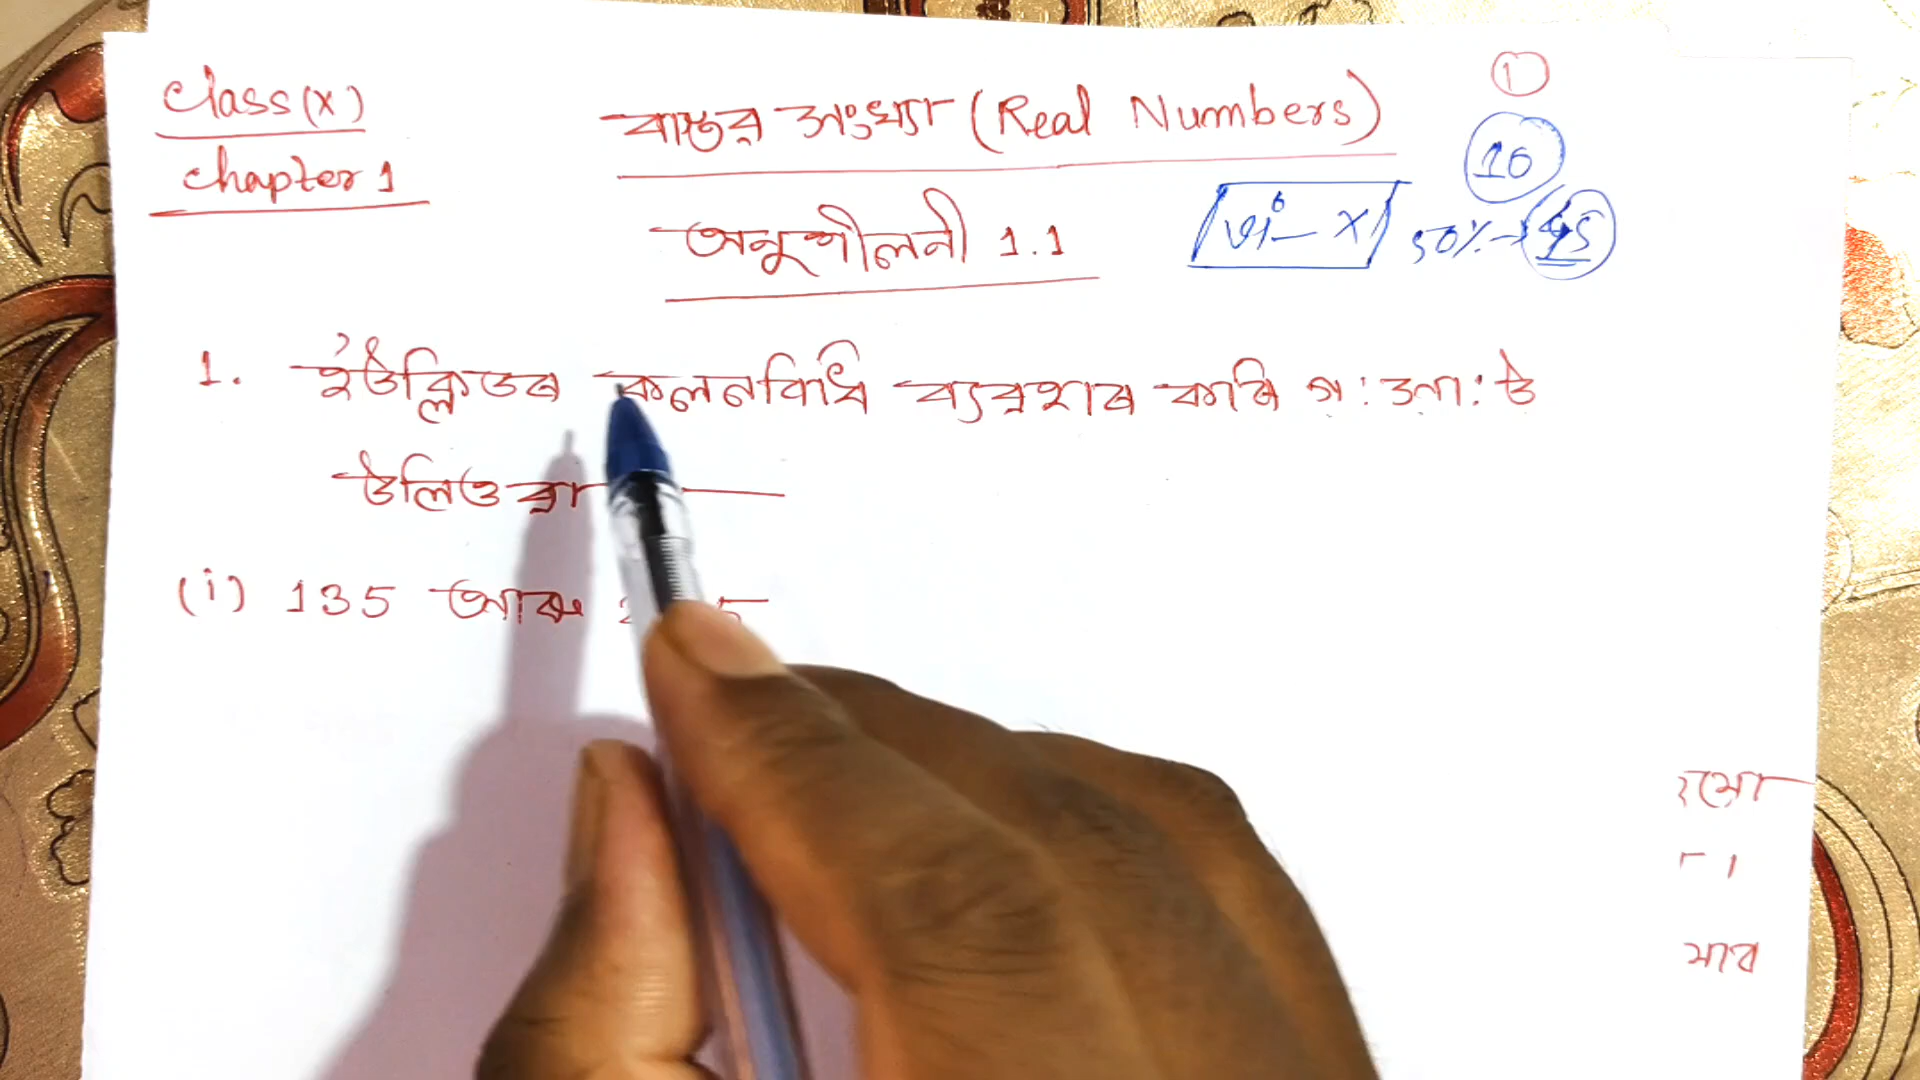 Class (X)
Chapter 1
বাস্তৱ সংখ্যা (Real Numbers)
1
10
অনুশীলনী 1.1
vi - X
50% -
45
1. ইউক্লিডৰ কলনবিধি ব্যৱহাৰ কৰি গ: সা: উ
উলিওৱা
(i) 135 আৰু